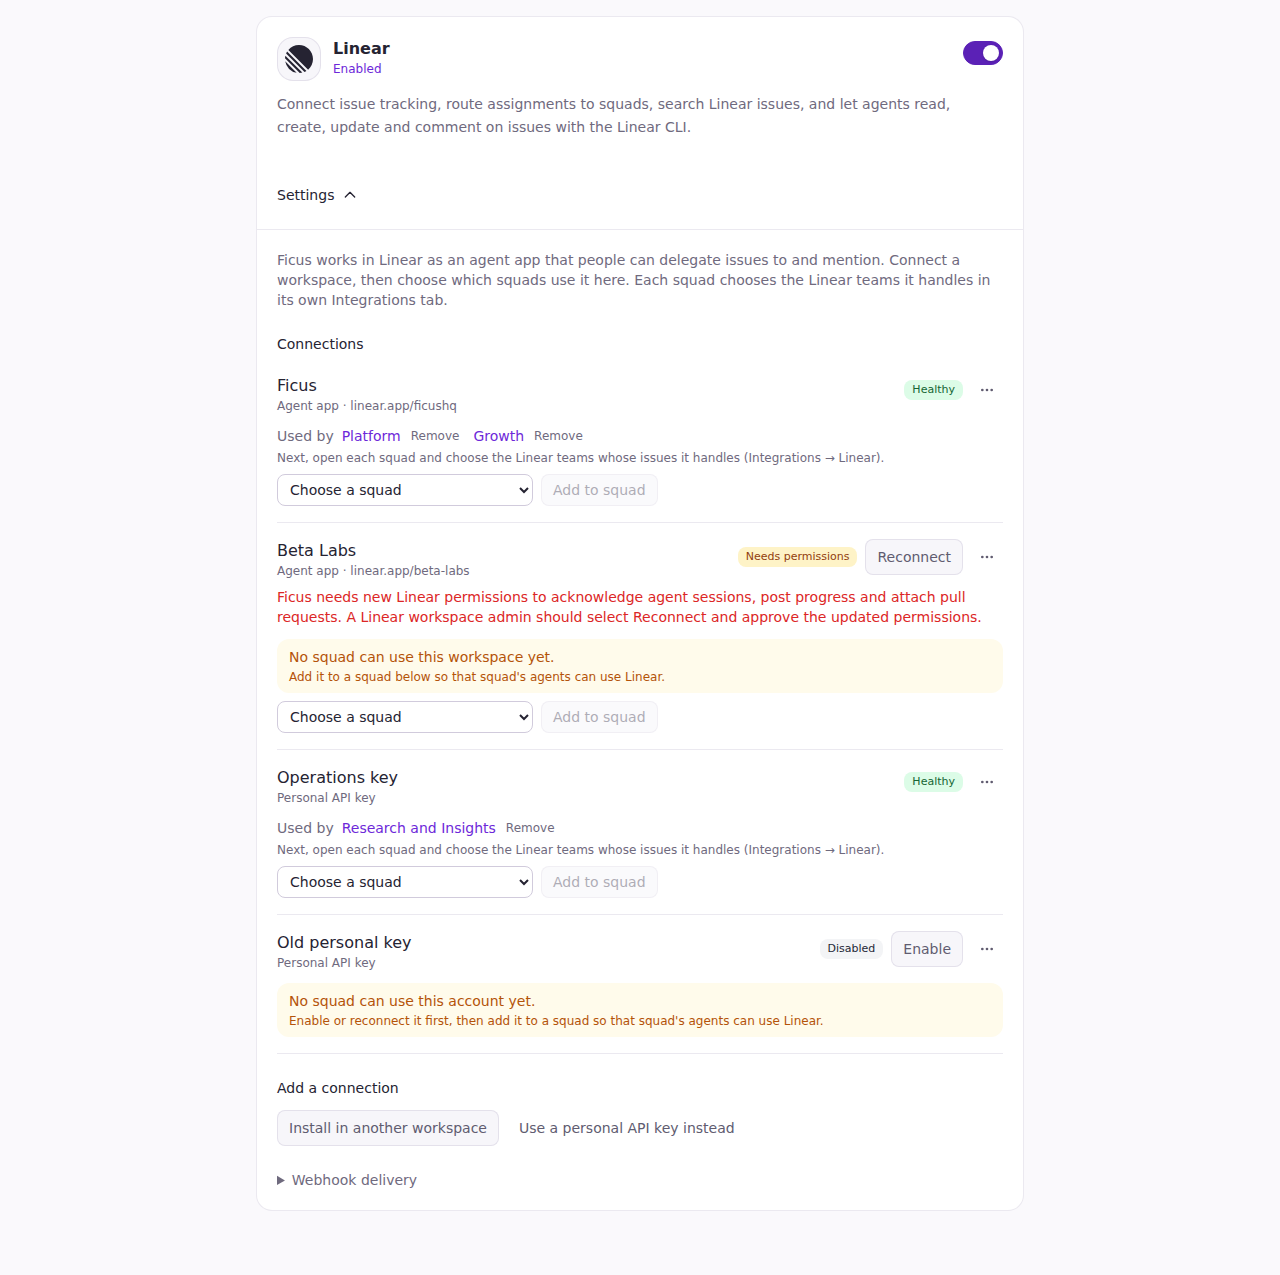 Linear
Enabled
Connect issue tracking, route assignments to squads, search Linear issues, and let agents read,
create, update and comment on issues with the Linear CLI.
Settings
Ficus works in Linear as an agent app that people can delegate issues to and mention. Connect a
workspace, then choose which squads use it here. Each squad chooses the Linear teams it handles in
its own Integrations tab.
Connections
Ficus
Healthy
Agent app · linear.app/ficushq
Used by Platform Remove Growth Remove
Next, open each squad and choose the Linear teams whose issues it handles (Integrations → Linear).
Choose a squad Add to squad
Beta Labs
Needs permissions Reconnect
Agent app · linear.app/beta-labs
Ficus needs new Linear permissions to acknowledge agent sessions, post progress and attach pull
requests. A Linear workspace admin should select Reconnect and approve the updated permissions.
No squad can use this workspace yet.
Add it to a squad below so that squad's agents can use Linear.
Choose a squad Add to squad
Operations key
Healthy
Personal API key
Used by Research and Insights Remove
Next, open each squad and choose the Linear teams whose issues it handles (Integrations → Linear).
Choose a squad Add to squad
Old personal key
Disabled Enable
Personal API key
No squad can use this account yet.
Enable or reconnect it first, then add it to a squad so that squad's agents can use Linear.
Add a connection
Install in another workspace Use a personal API key instead
Webhook delivery